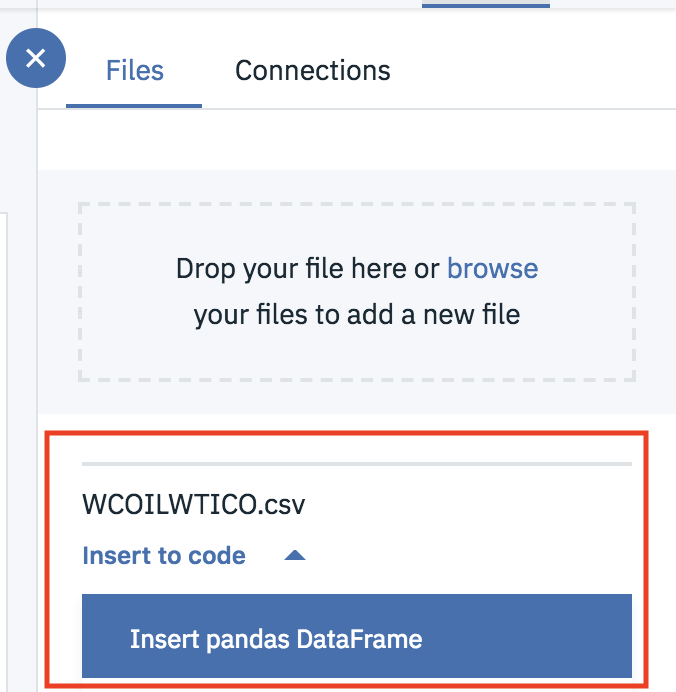 Files Connections
Drop your file here or browse
your files to add a new file
WCOILWTICO.csv
Insert to code
Insert pandas DataFrame